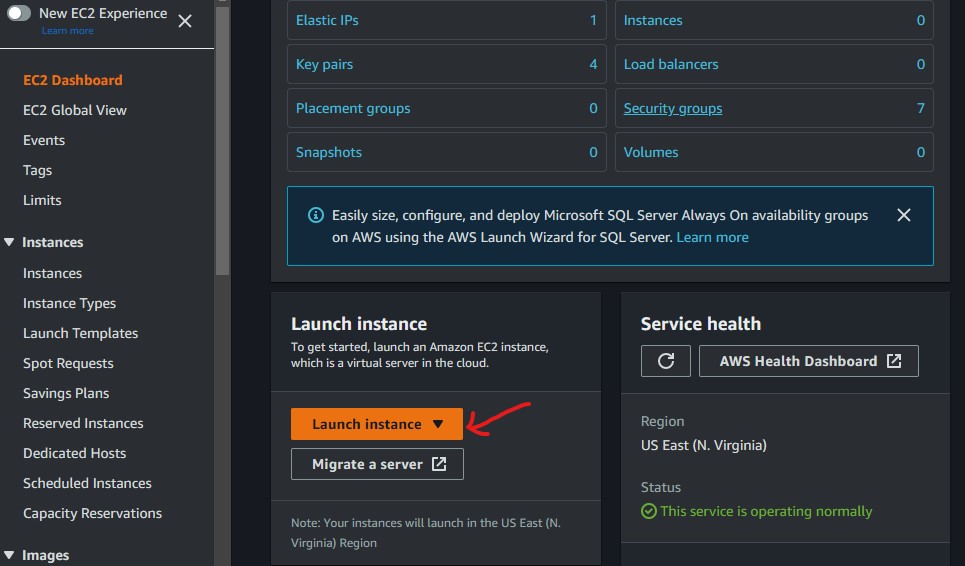 New EC2 Experience
Learn more
EC2 Dashboard
EC2 Global View
Events
Tags
Limits
Instances
Instances
Instance Types
Launch Templates
Spot Requests
Savings Plans
Reserved Instances
Dedicated Hosts
Scheduled Instances
Capacity Reservations
Images
Elastic IPs 1
Instances 0
Key pairs 4
Load balancers 0
Placement groups 0
Security groups 7
Snapshots 0
Volumes 0
Easily size, configure, and deploy Microsoft SQL Server Always On availability groups
on AWS using the AWS Launch Wizard for SQL Server. Learn more
Launch instance
To get started, launch an Amazon EC2 instance,
which is a virtual server in the cloud.
Launch instance
Migrate a server
Note: Your instances will launch in the US East (N.
Virginia) Region
Service health
AWS Health Dashboard
Region
US East (N. Virginia)
Status
This service is operating normally